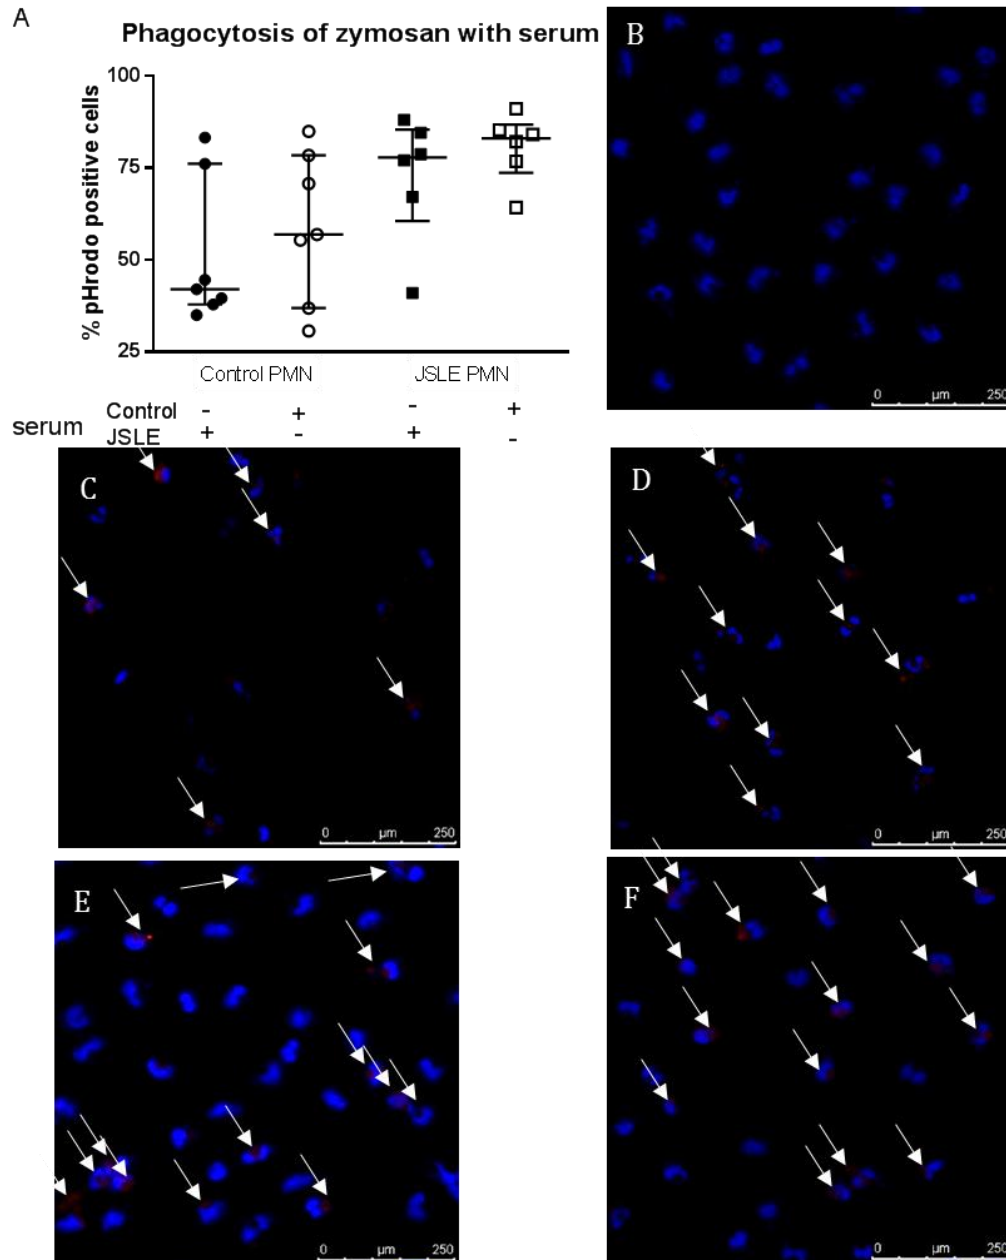 A
Phagocytosis of zymosan with serum
% pHrodo positive cells
100
75
50
25
Control PMN JSLE PMN
serum
Control - + - +
JSLE + - + -
B
0 µm 250
C
0 µm 250
D
0 µm 250
E
0 µm 250
F
0 µm 250